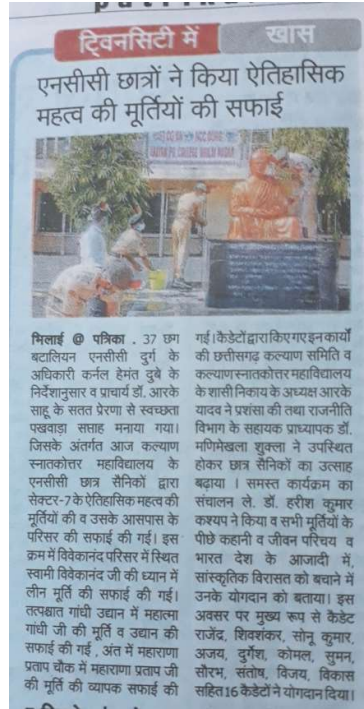 ट्विनसिटी में खास
एनसीसी छात्रों ने किया ऐतिहासिक
महत्व की मूर्तियों की सफाई
भिलाई @ पत्रिका . 37 छग
बटालियन एनसीसी दुर्ग के
अधिकारी कर्नल हेमंत दुबे के
निर्देशानुसार व प्राचार्य डॉ. आरके
साहू के सतत प्रेरणा से स्वच्छता
पखवाड़ा सप्ताह मनाया गया।
जिसके अंतर्गत आज कल्याण
स्नातकोत्तर महाविद्यालय के
एनसीसी छात्र सैनिकों द्वारा
सेक्टर-7 के ऐतिहासिक महत्व की
मूर्तियों की व उसके आसपास के
परिसर की सफाई की गई। इस
क्रम में विवेकानंद परिसर में स्थित
स्वामी विवेकानंद जी की ध्यान में
लीन मूर्ति की सफाई की गई।
तत्पश्चात गांधी उद्यान में महात्मा
गांधी जी की मूर्ति व उद्यान की
सफाई की गई , अंत में महाराणा
प्रताप चौक में महाराणा प्रताप जी
की मूर्ति की व्यापक सफाई की
गई। कैडेटों द्वारा किए गए इन कार्यों
की छत्तीसगढ़ कल्याण समिति व
कल्याण स्नातकोत्तर महाविद्यालय
के शासी निकाय के अध्यक्ष आरके
यादव ने प्रशंसा की तथा राजनीति
विभाग के सहायक प्राध्यापक डॉ.
मणिमेखला शुक्ला ने उपस्थित
होकर छात्र सैनिकों का उत्साह
बढ़ाया । समस्त कार्यक्रम का
संचालन ले. डॉ. हरीश कुमार
कश्यप ने किया व सभी मूर्तियों के
पीछे कहानी व जीवन परिचय व
भारत देश के आजादी में,
सांस्कृतिक विरासत को बचाने में
उनके योगदान को बताया। इस
अवसर पर मुख्य रूप से कैडेट
राजेंद्र, शिवशंकर, सोनू कुमार,
अजय, दुर्गेश, कोमल, सुमन,
सौरभ, संतोष, विजय, विकास
सहित 16 कैडेटों ने योगदान दिया।